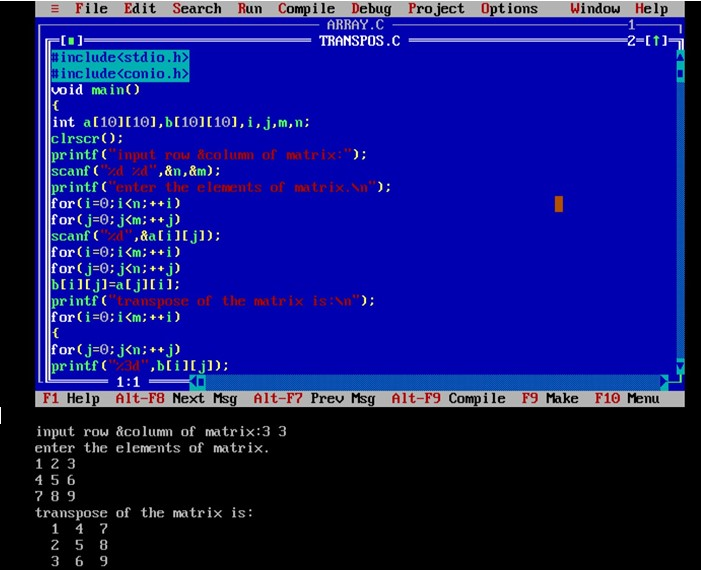 ≡ File Edit Search Run Compile Debug Project Options Window Help
ARRAY.C 1
[■] TRANSPOS.C 2=[↑]
#include<stdio.h>
#include<conio.h>
void main()
{
int a[10][10],b[10][10],i,j,m,n;
clrscr();
printf("input row &column of matrix:");
scanf("%d %d",&n,&m);
printf("enter the elements of matrix.\n");
for(i=0;i<n;++i)
for(j=0;j<m;++j)
scanf("%d",&a[i][j]);
for(i=0;i<m;++i)
for(j=0;j<n;++j)
b[i][j]=a[j][i];
printf("transpose of the matrix is:\n");
for(i=0;i<m;++i)
{
for(j=0;j<n;++j)
printf("%3d",b[i][j]);
1:1
F1 Help Alt-F8 Next Msg Alt-F7 Prev Msg Alt-F9 Compile F9 Make F10 Menu
input row &column of matrix:3 3
enter the elements of matrix.
1 2 3
4 5 6
7 8 9
transpose of the matrix is:
1 4 7
2 5 8
3 6 9